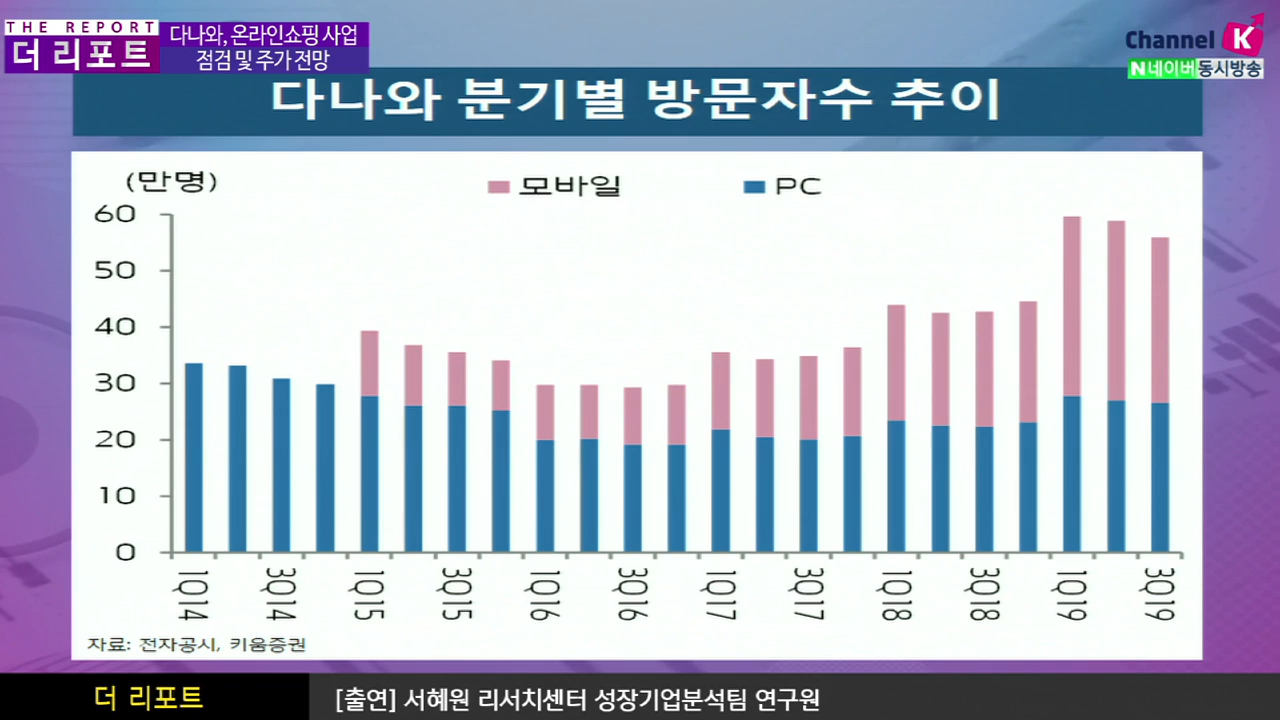 THE REPORT
더 리포트
다나와, 온라인쇼핑 사업
점검 및 주가 전망
Channel K
N 네이버 동시방송
다나와 분기별 방문자수 추이
(만명)
모바일 PC
60
50
40
30
20
10
0
1Q14 3Q14 1Q15 3Q15 1Q16 3Q16 1Q17 3Q17 1Q18 3Q18 1Q19 3Q19
자료: 전자공시, 키움증권
더 리포트
[출연] 서혜원 리서치센터 성장기업분석팀 연구원